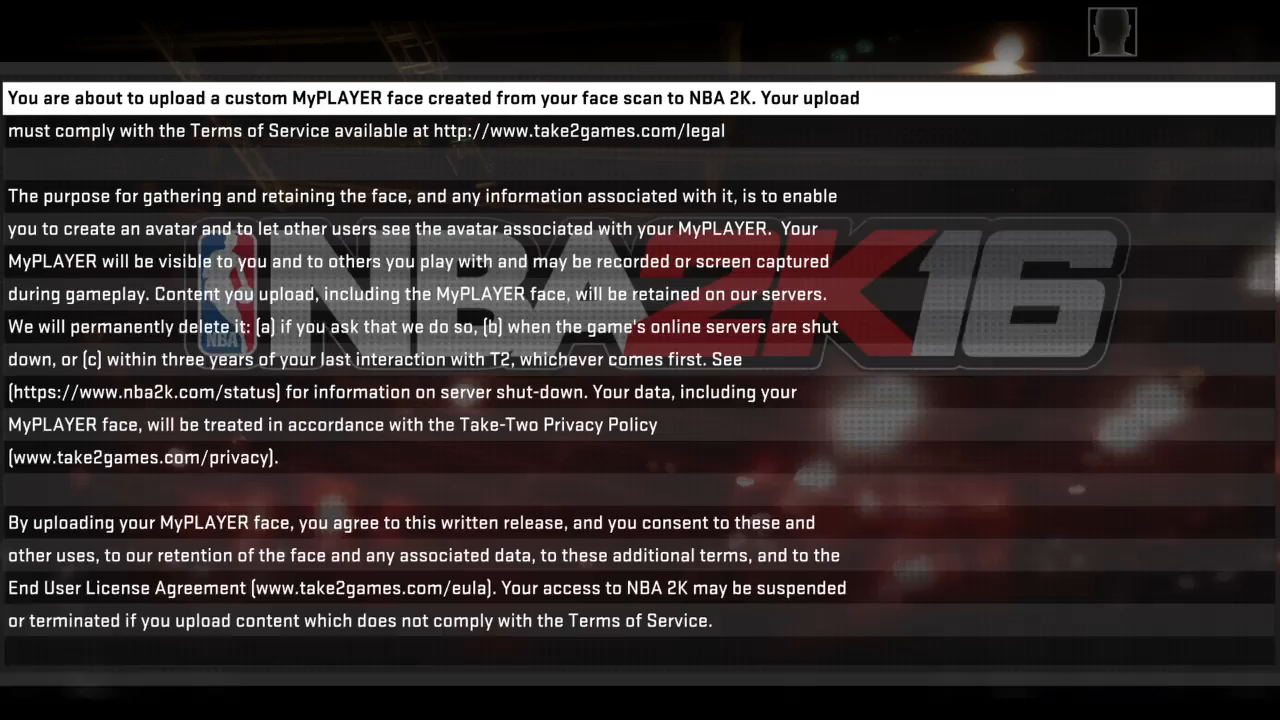 You are about to upload a custom MyPLAYER face created from your face scan to NBA 2K. Your upload
must comply with the Terms of Service available at http://www.take2games.com/legal
The purpose for gathering and retaining the face, and any information associated with it, is to enable
you to create an avatar and to let other users see the avatar associated with your MyPLAYER. Your
MyPLAYER will be visible to you and to others you play with and may be recorded or screen captured
during gameplay. Content you upload, including the MyPLAYER face, will be retained on our servers.
We will permanently delete it: (a) if you ask that we do so, (b) when the game's online servers are shut
down, or (c) within three years of your last interaction with T2, whichever comes first. See
(https://www.nba2k.com/status) for information on server shut-down. Your data, including your
MyPLAYER face, will be treated in accordance with the Take-Two Privacy Policy
(www.take2games.com/privacy).
By uploading your MyPLAYER face, you agree to this written release, and you consent to these and
other uses, to our retention of the face and any associated data, to these additional terms, and to the
End User License Agreement (www.take2games.com/eula). Your access to NBA 2K may be suspended
or terminated if you upload content which does not comply with the Terms of Service.
NBA NBA2K16